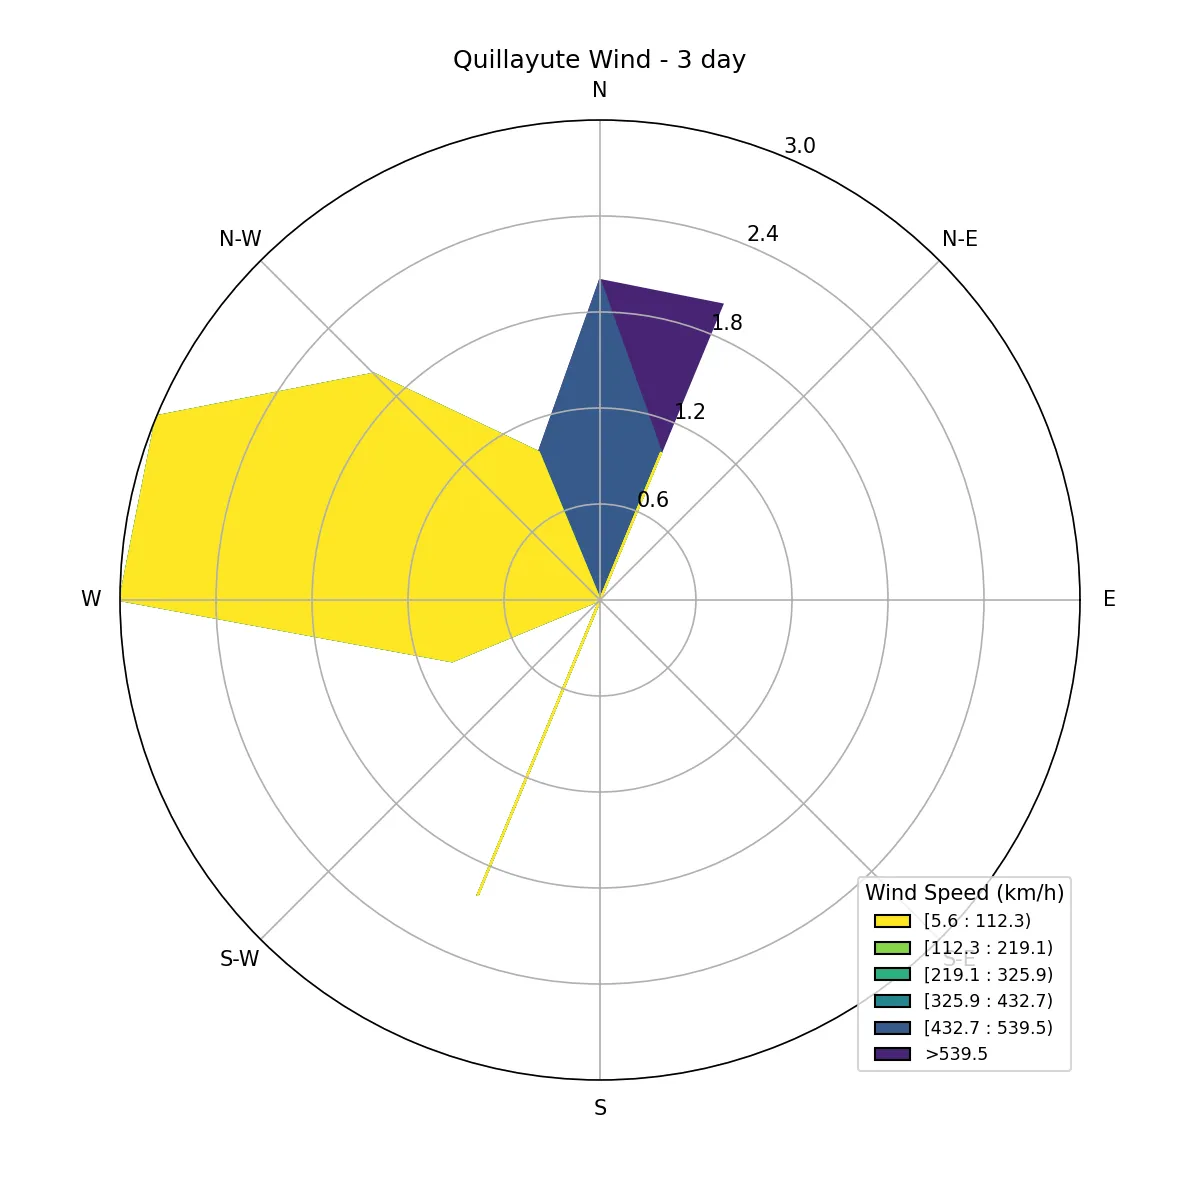 Quillayute Wind - 3 day
N
3.0
N-W
2.4
N-E
1.8
1.2
0.6
W
E
Wind Speed (km/h)
[5.6 : 112.3)
[112.3 : 219.1)
S-W
S-E
[219.1 : 325.9)
[325.9 : 432.7)
[432.7 : 539.5)
>539.5
S